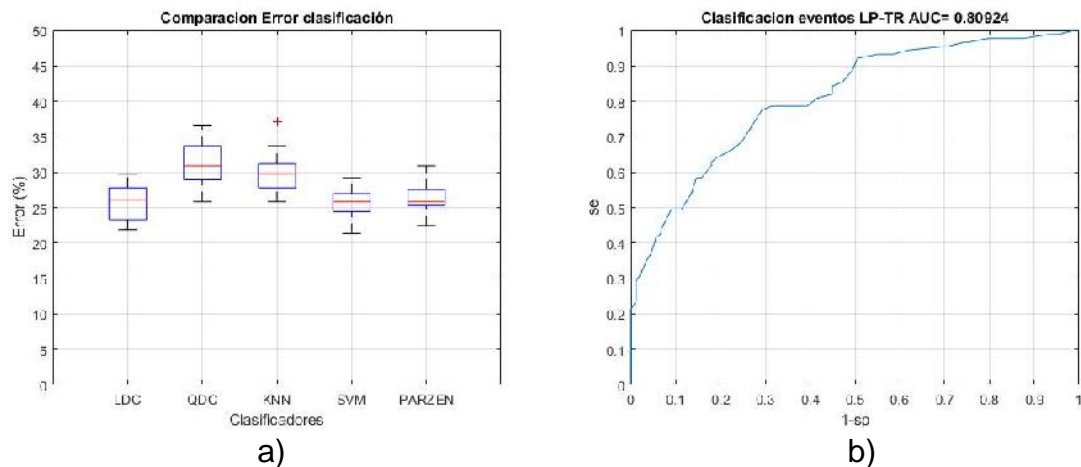 Comparacion Error clasificación
50
45
40
35
30
25
20
15
10
5
0
Error (%)
LDC QDC KNN SVM PARZEN
Clasificadores
a)
Clasificacion eventos LP-TR AUC= 0.80924
1
0.9
0.8
0.7
0.6
0.5
0.4
0.3
0.2
0.1
0
se
0 0.1 0.2 0.3 0.4 0.5 0.6 0.7 0.8 0.9 1
1-sp
b)